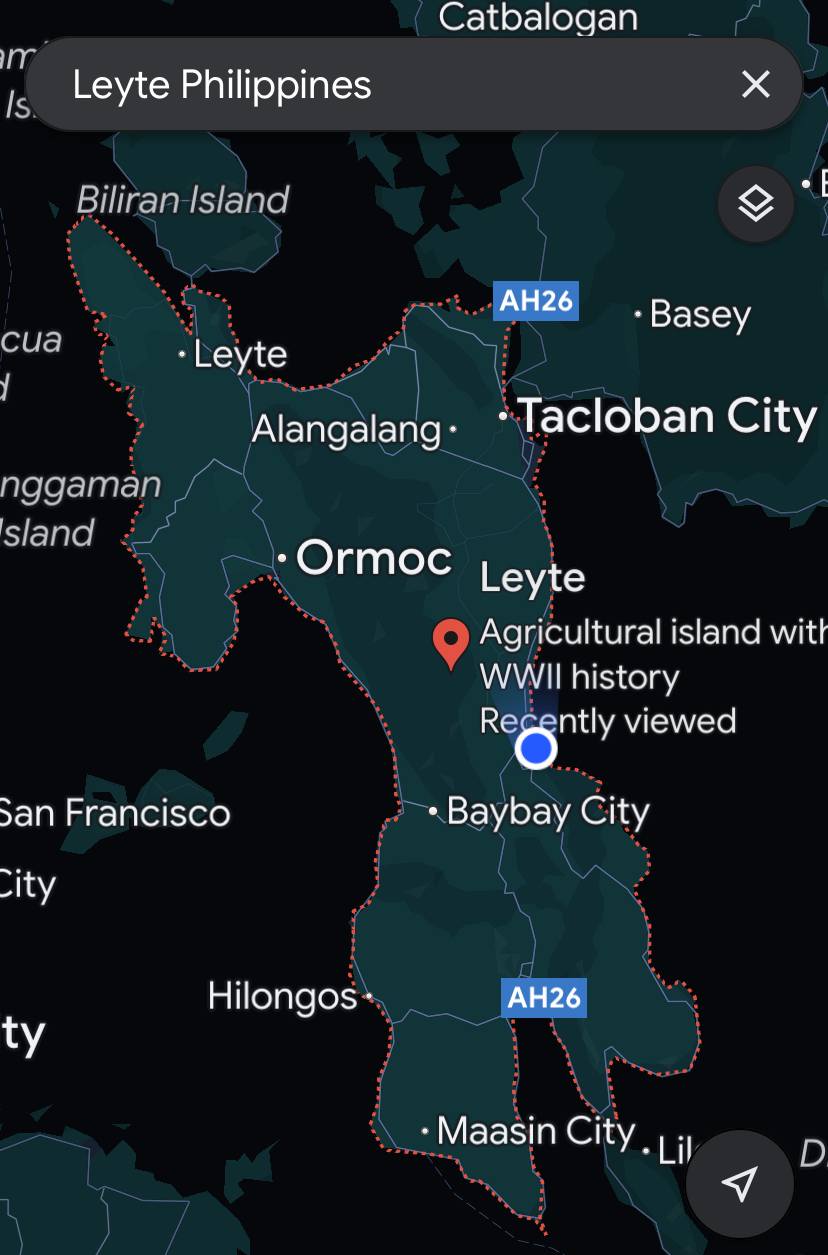 Catbalogan
Leyte Philippines
Biliran Island
AH26
Basey
Leyte
Tacloban City
Alangalang
Island
Ormoc
Leyte
Agricultural island with
WWII history
Recently viewed
Baybay City
San Francisco
City
Hilongos
AH26
Maasin City